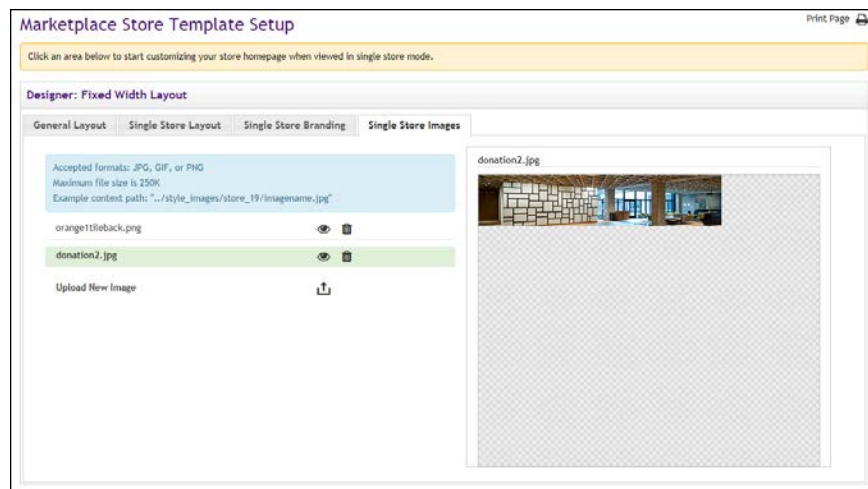 Marketplace Store Template Setup
Print Page
Click an area below to start customizing your store homepage when viewed in single store mode.
Designer: Fixed Width Layout
General Layout
Single Store Layout
Single Store Branding
Single Store Images
Accepted formats: JPG, GIF, or PNG
Maximum file size is 250K
Example context path: "../style_images/store_19/imagename.jpg"
orange1tileback.png
donation2.jpg
Upload New Image
donation2.jpg